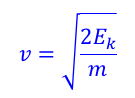 v = √(2E_k / m)